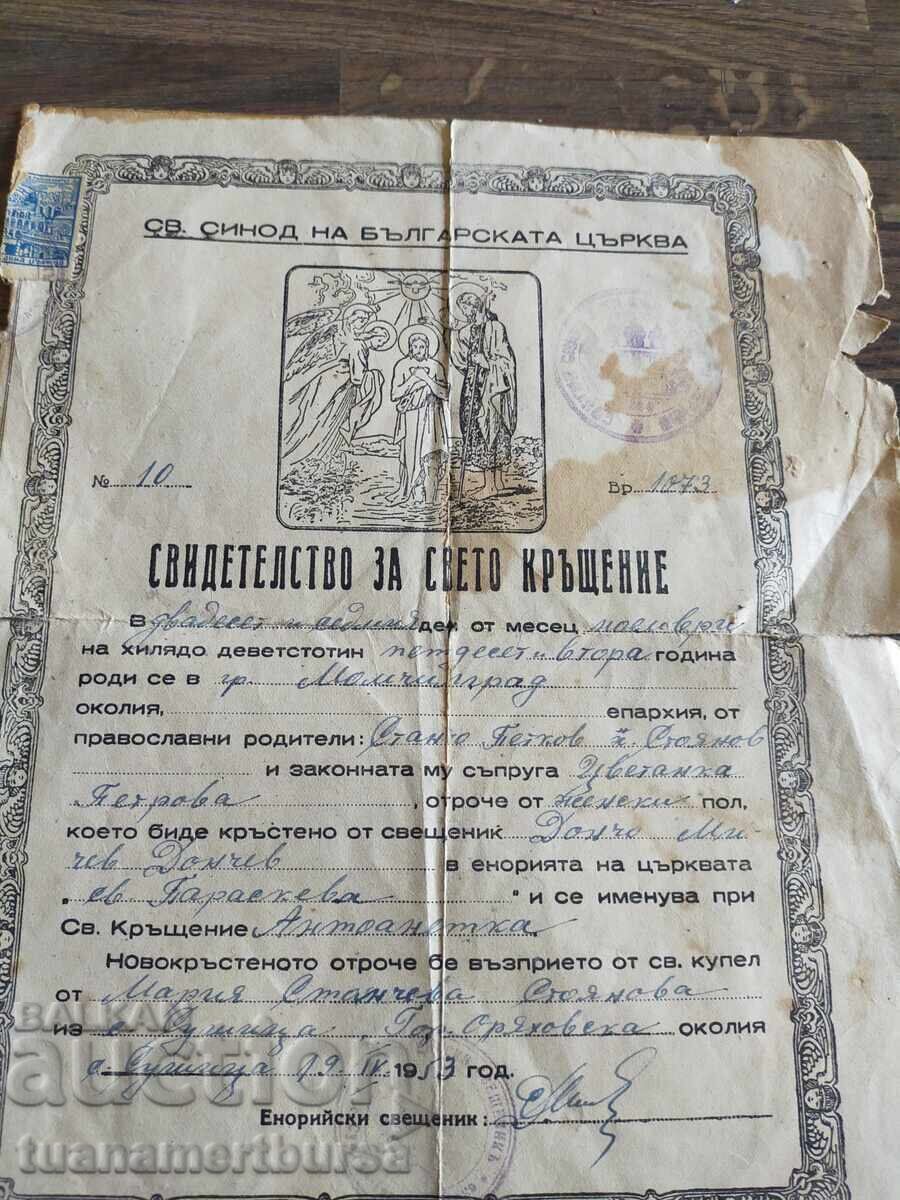 СВ. СИНОД НА БЪЛГАРСКАТА ЦЪРКВА
№ 10 Бр. 1073
СВИДЕТЕЛСТВО ЗА СВЕТО КРЪЩЕНИЕ
В двадесет и седмия ден от месец ноемврий
на хилядо деветстотин петдесет и втора година
роди се в гр. Момчилград
околия, епархия, от
православни родители: Станчо Петков Стоянов
и законната му съпруга Цветанка
Петрова, отроче от женски пол,
което биде кръстено от свещеник Дончо Ми-
чев Дончев в енорията на църквата
„св. Параскева" и се именува при
Св. Кръщение Антоанетка
Новокръстеното отроче бе възприето от св. купел
от Мария Станчева Стоянова
из с. Сушица, Гор. Оряховска околия
с. Сушица 19. IV 1953 год.
Енорийски свещеник:
BALKAN
auction
tuanamertbursa